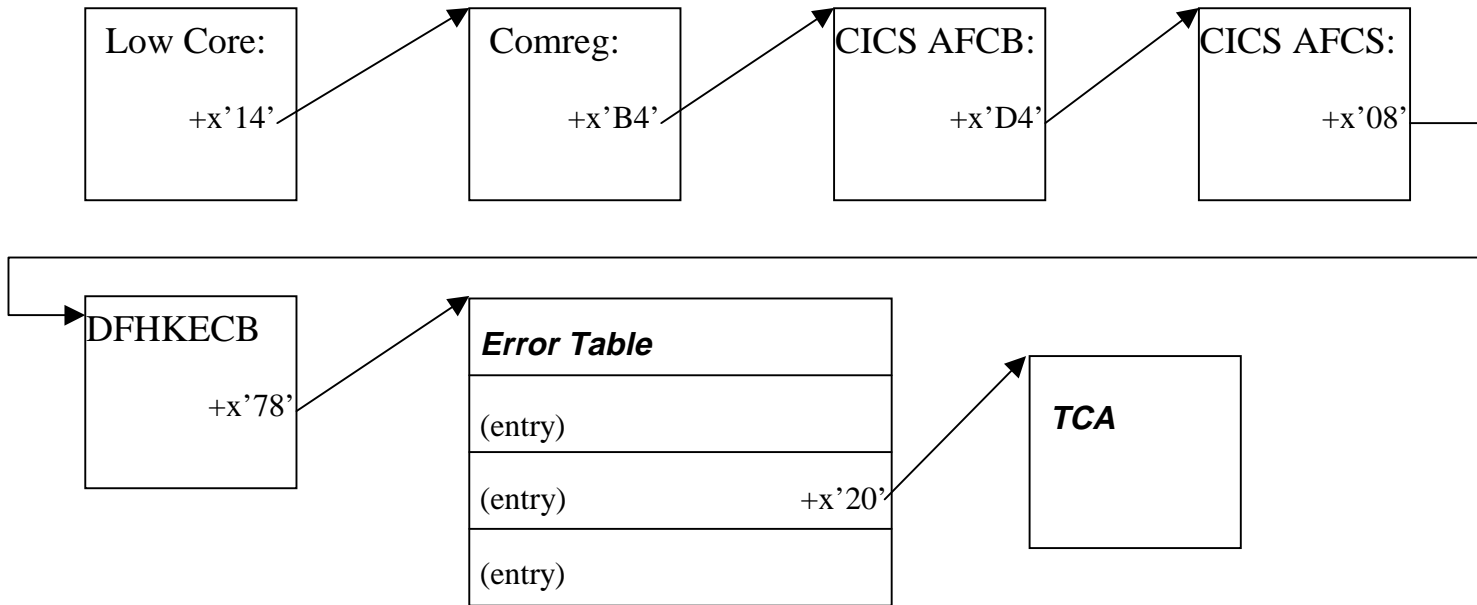 Low Core:
+x’14’
Comreg:
+x’B4’
CICS AFCB:
+x’D4’
CICS AFCS:
+x’08’
DFHKECB
+x’78’
Error Table
(entry)
(entry) +x’20’
(entry)
TCA